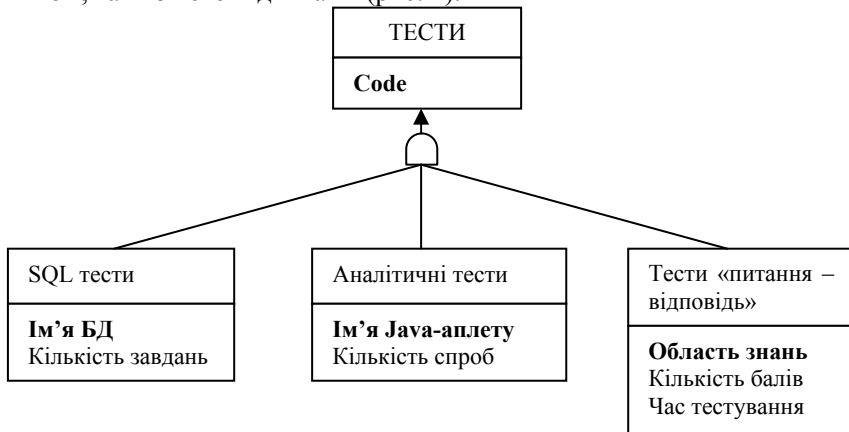 ТЕСТИ
Code
SQL тести
Ім’я БД
Кількість завдань
Аналітичні тести
Ім’я Java-аплету
Кількість спроб
Тести «питання –
відповідь»
Область знань
Кількість балів
Час тестування